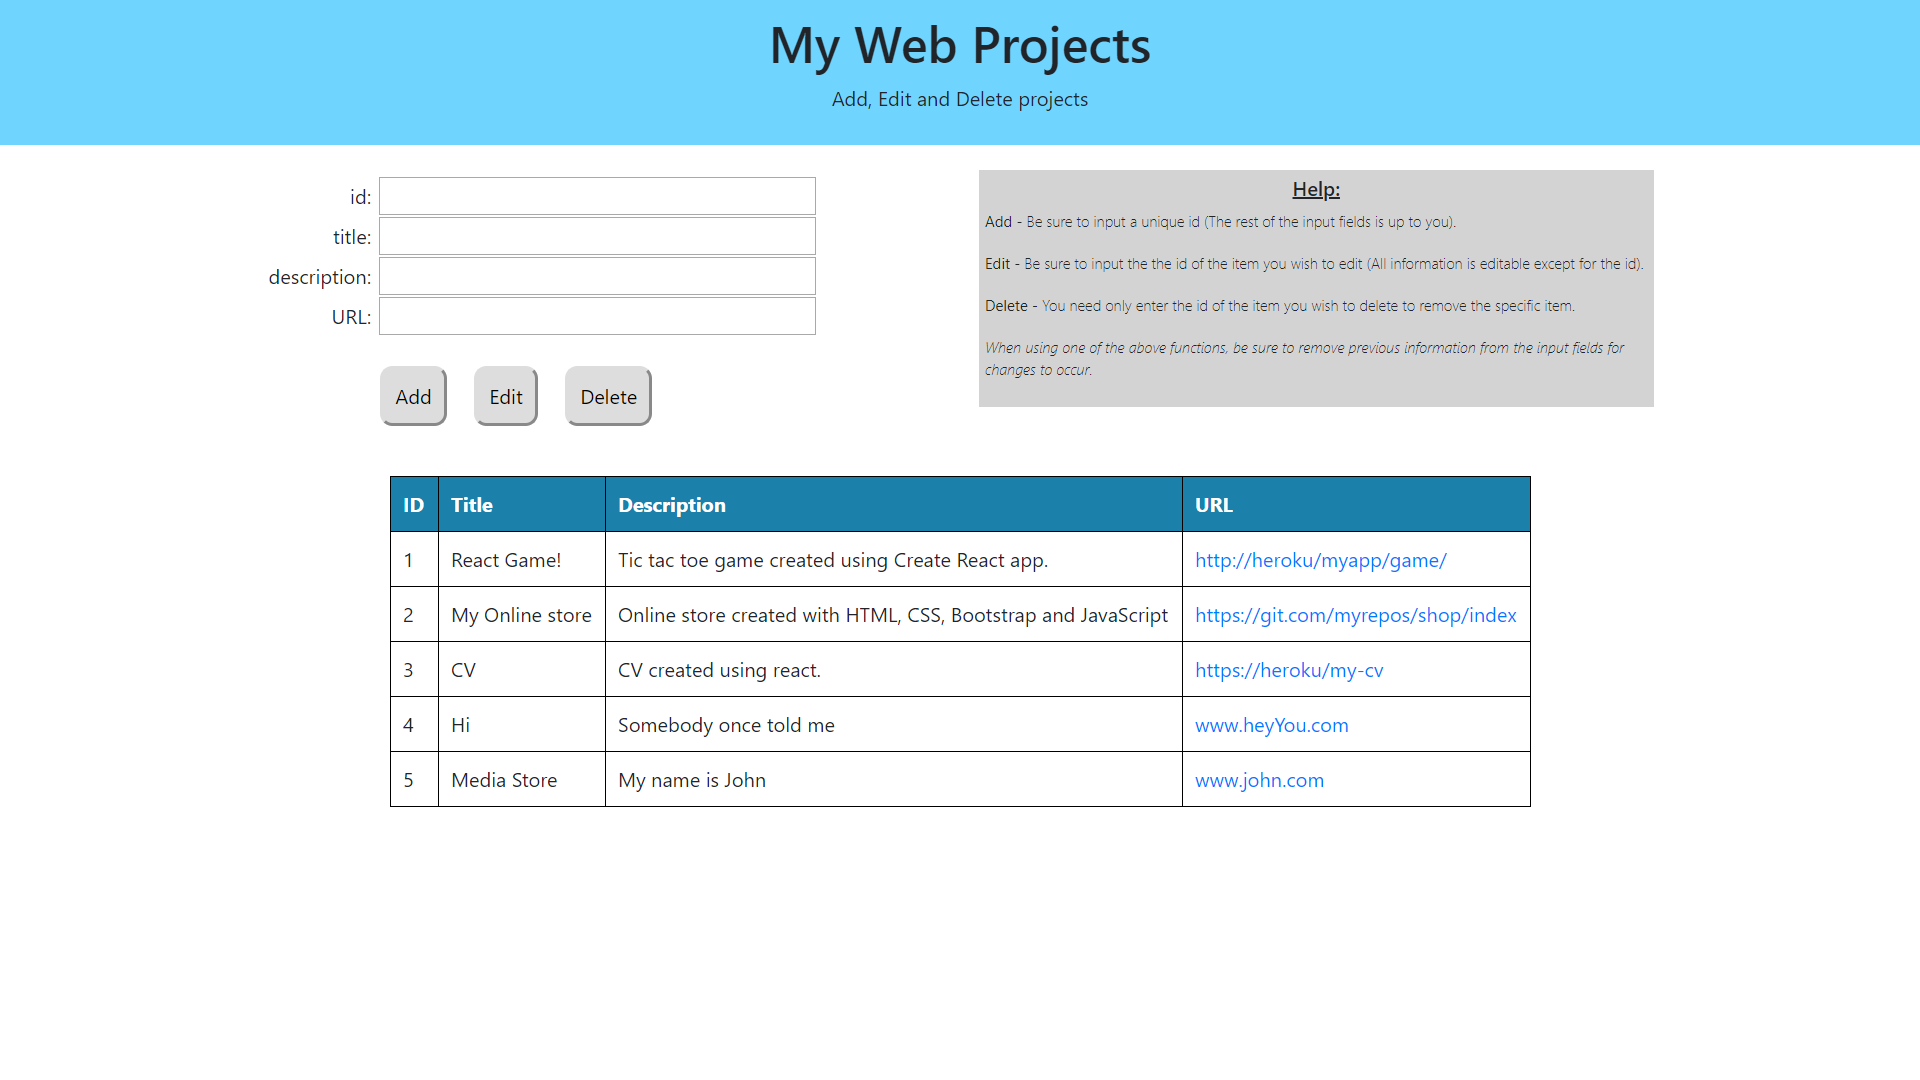 My Web Projects
Add, Edit and Delete projects
id:
title:
description:
URL:
Add Edit Delete
Help:
Add - Be sure to input a unique id (The rest of the input fields is up to you).
Edit - Be sure to input the the id of the item you wish to edit (All information is editable except for the id).
Delete - You need only enter the id of the item you wish to delete to remove the specific item.
When using one of the above functions, be sure to remove previous information from the input fields for
changes to occur.
ID Title Description URL
1 React Game! Tic tac toe game created using Create React app. http://heroku/myapp/game/
2 My Online store Online store created with HTML, CSS, Bootstrap and JavaScript https://git.com/myrepos/shop/index
3 CV CV created using react. https://heroku/my-cv
4 Hi Somebody once told me www.heyYou.com
5 Media Store My name is John www.john.com